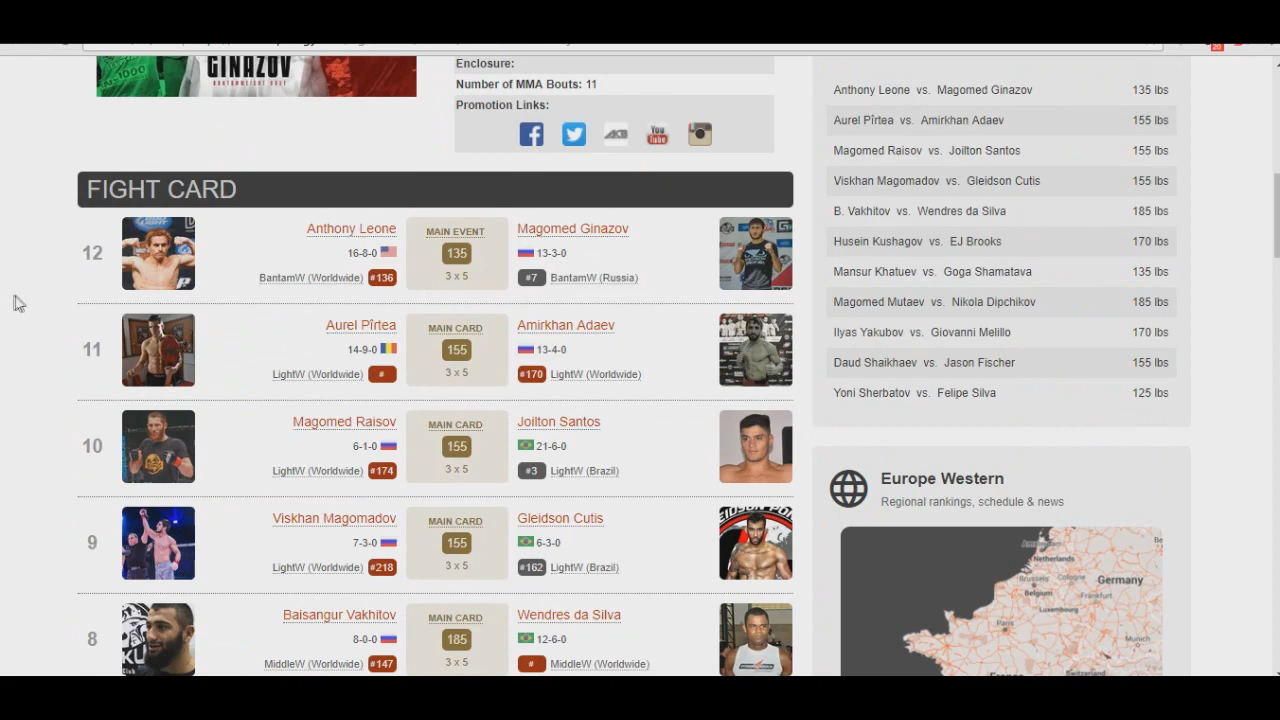 GINAZOV
Enclosure:
Number of MMA Bouts: 11
Promotion Links:
ACB
You
Tube
FIGHT CARD
12
Anthony Leone
16-8-0
BantamW (Worldwide) #136
MAIN EVENT
135
3 x 5
Magomed Ginazov
13-3-0
#7 BantamW (Russia)
11
Aurel Pîrtea
14-9-0
LightW (Worldwide) #
MAIN CARD
155
3 x 5
Amirkhan Adaev
13-4-0
#170 LightW (Worldwide)
10
Magomed Raisov
6-1-0
LightW (Worldwide) #174
MAIN CARD
155
3 x 5
Joilton Santos
21-6-0
#3 LightW (Brazil)
9
Viskhan Magomadov
7-3-0
LightW (Worldwide) #218
MAIN CARD
155
3 x 5
Gleidson Cutis
6-3-0
#162 LightW (Brazil)
8
Baisangur Vakhitov
8-0-0
MiddleW (Worldwide) #147
MAIN CARD
185
3 x 5
Wendres da Silva
12-6-0
# MiddleW (Worldwide)
Anthony Leone vs. Magomed Ginazov 135 lbs
Aurel Pîrtea vs. Amirkhan Adaev 155 lbs
Magomed Raisov vs. Joilton Santos 155 lbs
Viskhan Magomadov vs. Gleidson Cutis 155 lbs
B. Vakhitov vs. Wendres da Silva 185 lbs
Husein Kushagov vs. EJ Brooks 170 lbs
Mansur Khatuev vs. Goga Shamatava 135 lbs
Magomed Mutaev vs. Nikola Dipchikov 185 lbs
Ilyas Yakubov vs. Giovanni Melillo 170 lbs
Daud Shaikhaev vs. Jason Fischer 155 lbs
Yoni Sherbatov vs. Felipe Silva 125 lbs
Europe Western
Regional rankings, schedule & news
Netherlands
Brussels Cologne
Germany
Belgium
Frankfurt
Luxembourg
Paris
Munich
Switzerland
France